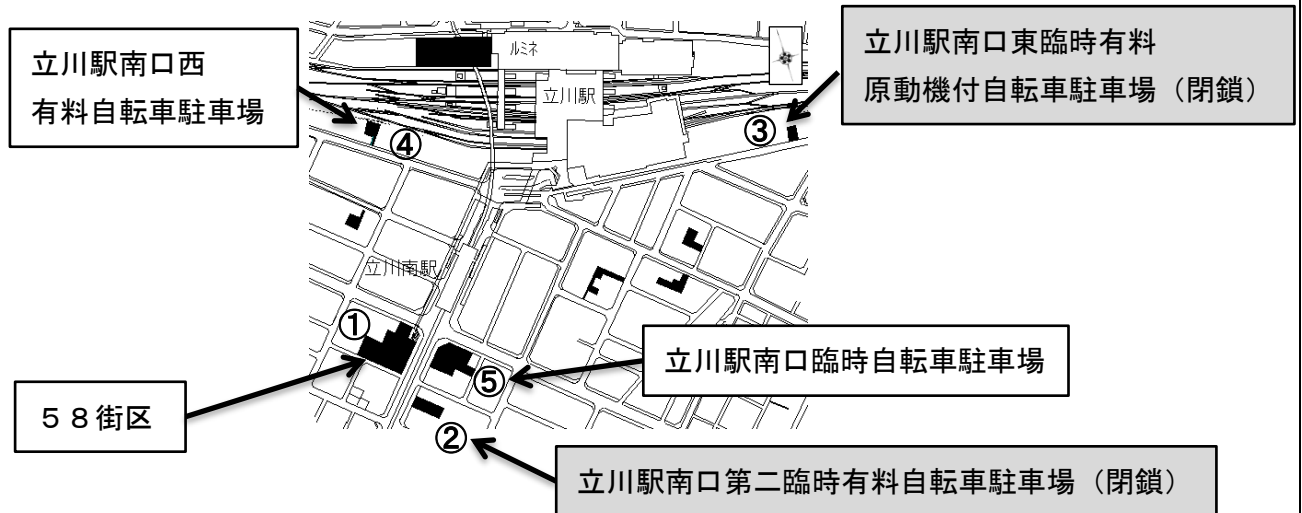 立川駅南口西
有料自転車駐車場
ルミネ
立川駅
立川駅南口東臨時有料
原動機付自転車駐車場（閉鎖）
③
④
立川南駅
①
立川駅南口臨時自転車駐車場
⑤
５８街区
②
立川駅南口第二臨時有料自転車駐車場（閉鎖）